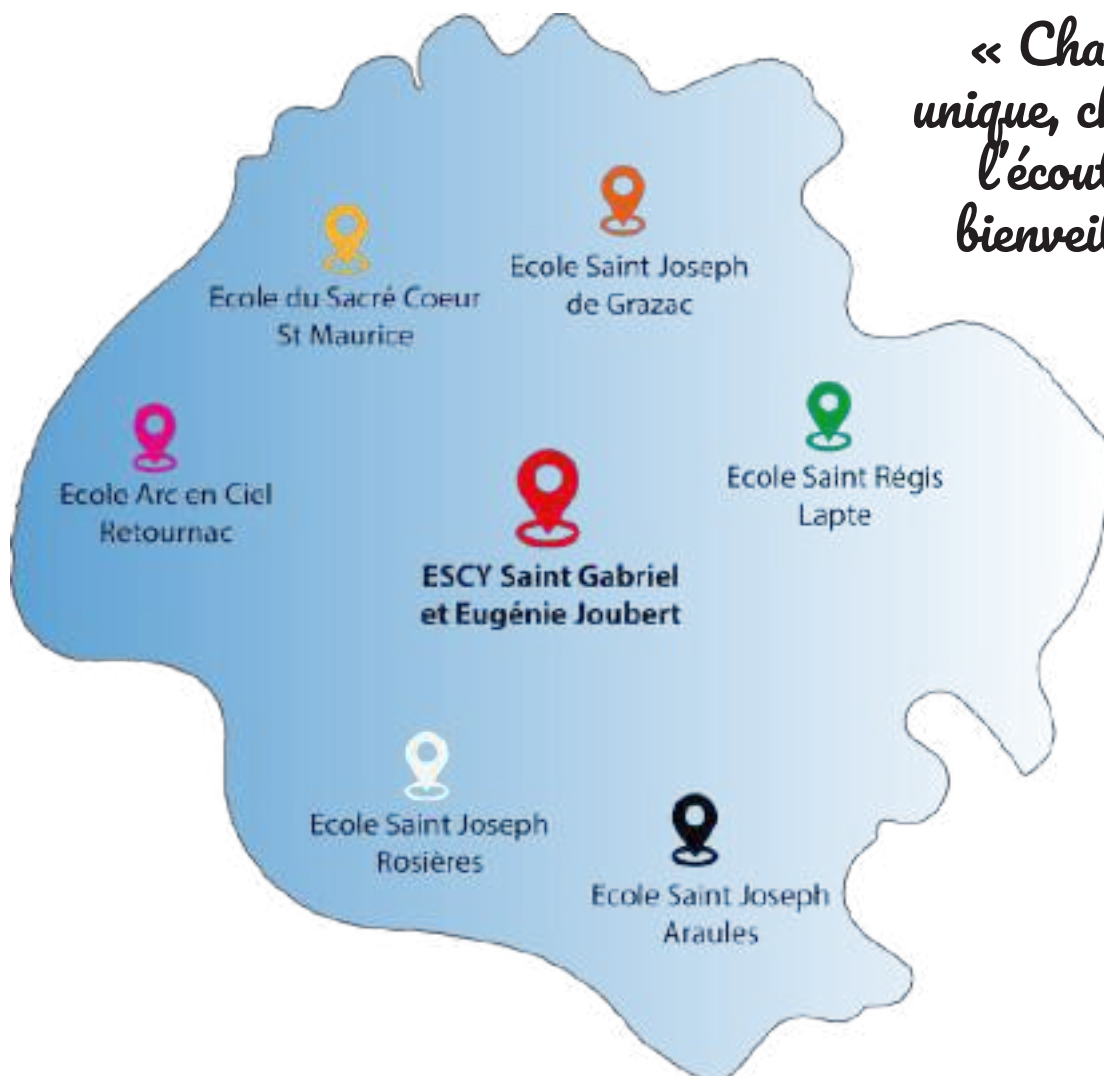 « Cha
unique, ch
l'écout
bienveil
Ecole Saint Joseph
de Grazac
Ecole du Sacré Coeur
St Maurice
Ecole Saint Régis
Lapte
Ecole Arc en Ciel
Retournac
ESCY Saint Gabriel
et Eugénie Joubert
Ecole Saint Joseph
Rosières
Ecole Saint Joseph
Araules